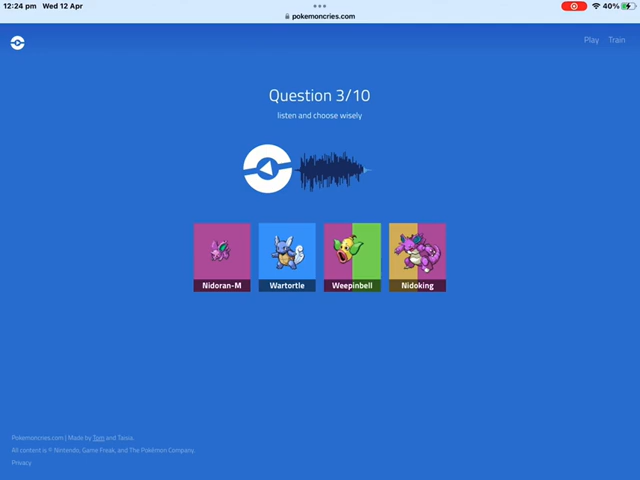 12:24 pm Wed 12 Apr
40%
pokemoncries.com
Play Train
Question 3/10
listen and choose wisely
Nidoran-M Wartortle Weepinbell Nidoking
Pokemoncries.com | Made by Tom and Taisia.
All content is © Nintendo, Game Freak, and The Pokémon Company.
Privacy